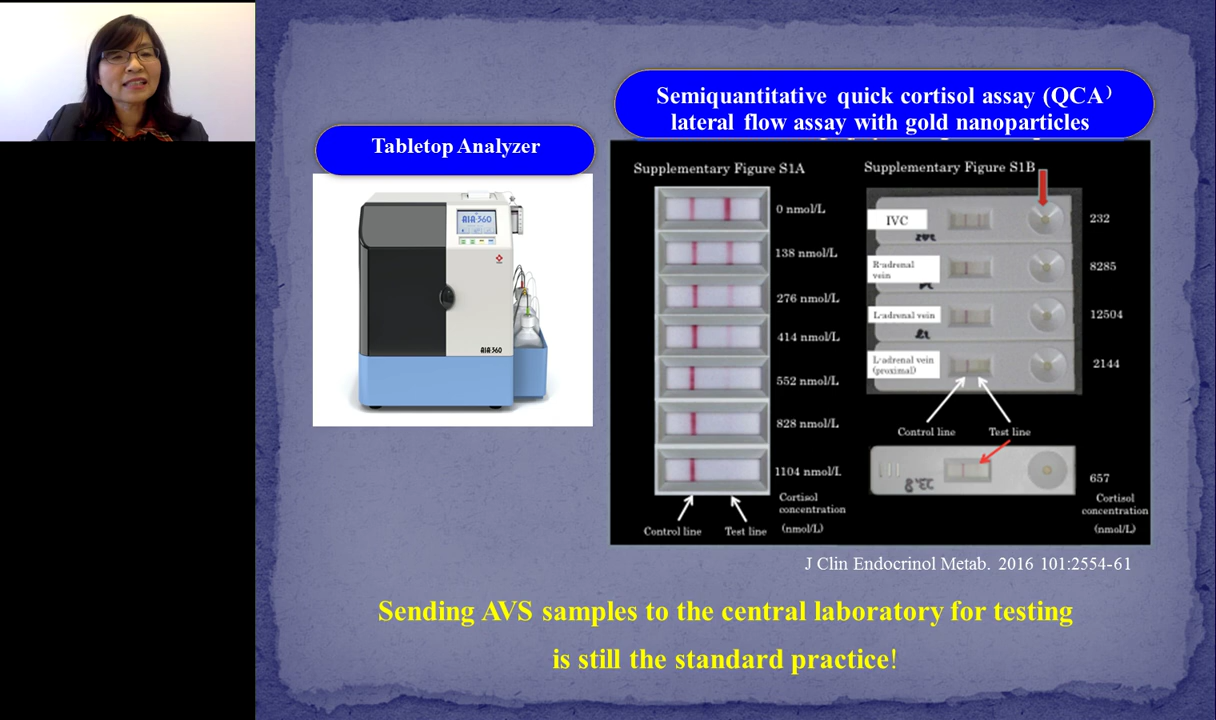 Tabletop Analyzer
Semiquantitative quick cortisol assay (QCA)
lateral flow assay with gold nanoparticles
AIA-360
AIA-360
Supplementary Figure S1A
0 nmol/L
138 nmol/L
276 nmol/L
414 nmol/L
552 nmol/L
828 nmol/L
1104 nmol/L
Cortisol
concentration
(nmol/L)
Control line
Test line
Supplementary Figure S1B
IVC
232
R-adrenal
vein
8285
L-adrenal vein
12504
L-adrenal vein
(proximal)
2144
Control line
Test line
657
Cortisol
concentration
(nmol/L)
J Clin Endocrinol Metab. 2016 101:2554-61
Sending AVS samples to the central laboratory for testing
is still the standard practice!